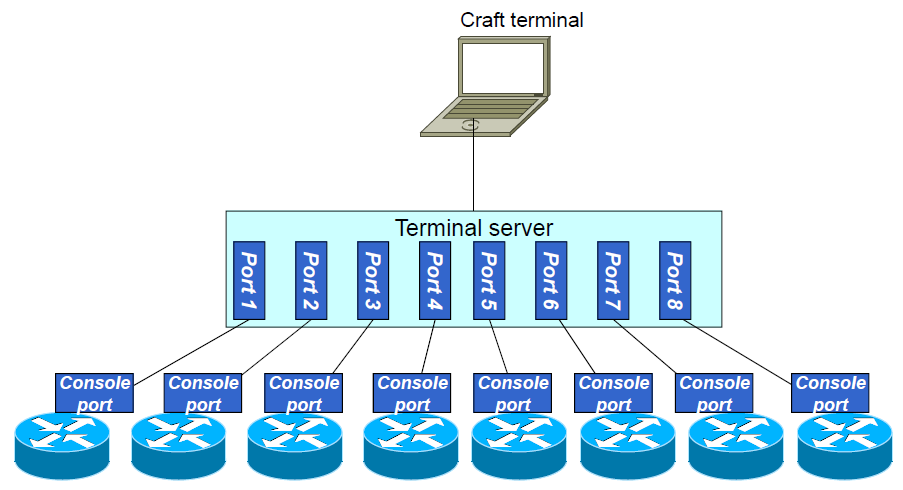 Craft terminal
Terminal server
Port 1
Port 2
Port 3
Port 4
Port 5
Port 6
Port 7
Port 8
Console
port
Console
port
Console
port
Console
port
Console
port
Console
port
Console
port
Console
port